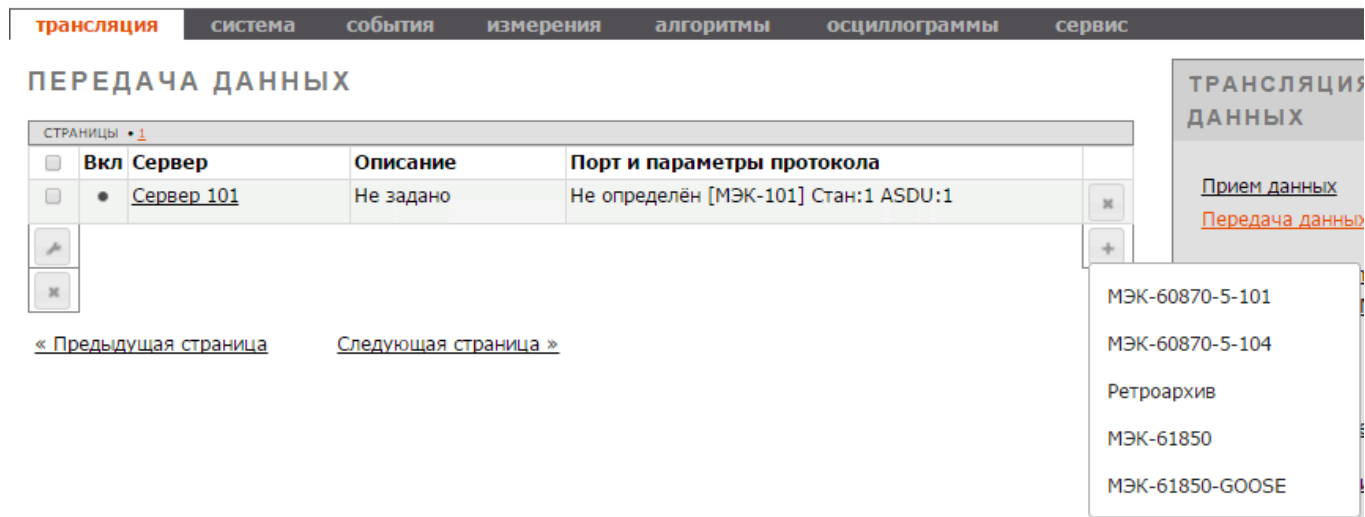 трансляция система события измерения алгоритмы осциллограммы сервис
ПЕРЕДАЧА ДАННЫХ
ТРАНСЛЯЦИЯ
ДАННЫХ
СТРАНИЦЫ • 1
Вкл Сервер Описание Порт и параметры протокола
Сервер 101 Не задано Не определён [МЭК-101] Стан:1 ASDU:1
Прием данных
Передача данных
МЭК-60870-5-101
МЭК-60870-5-104
Ретроархив
МЭК-61850
МЭК-61850-GOOSE
« Предыдущая страница Следующая страница »